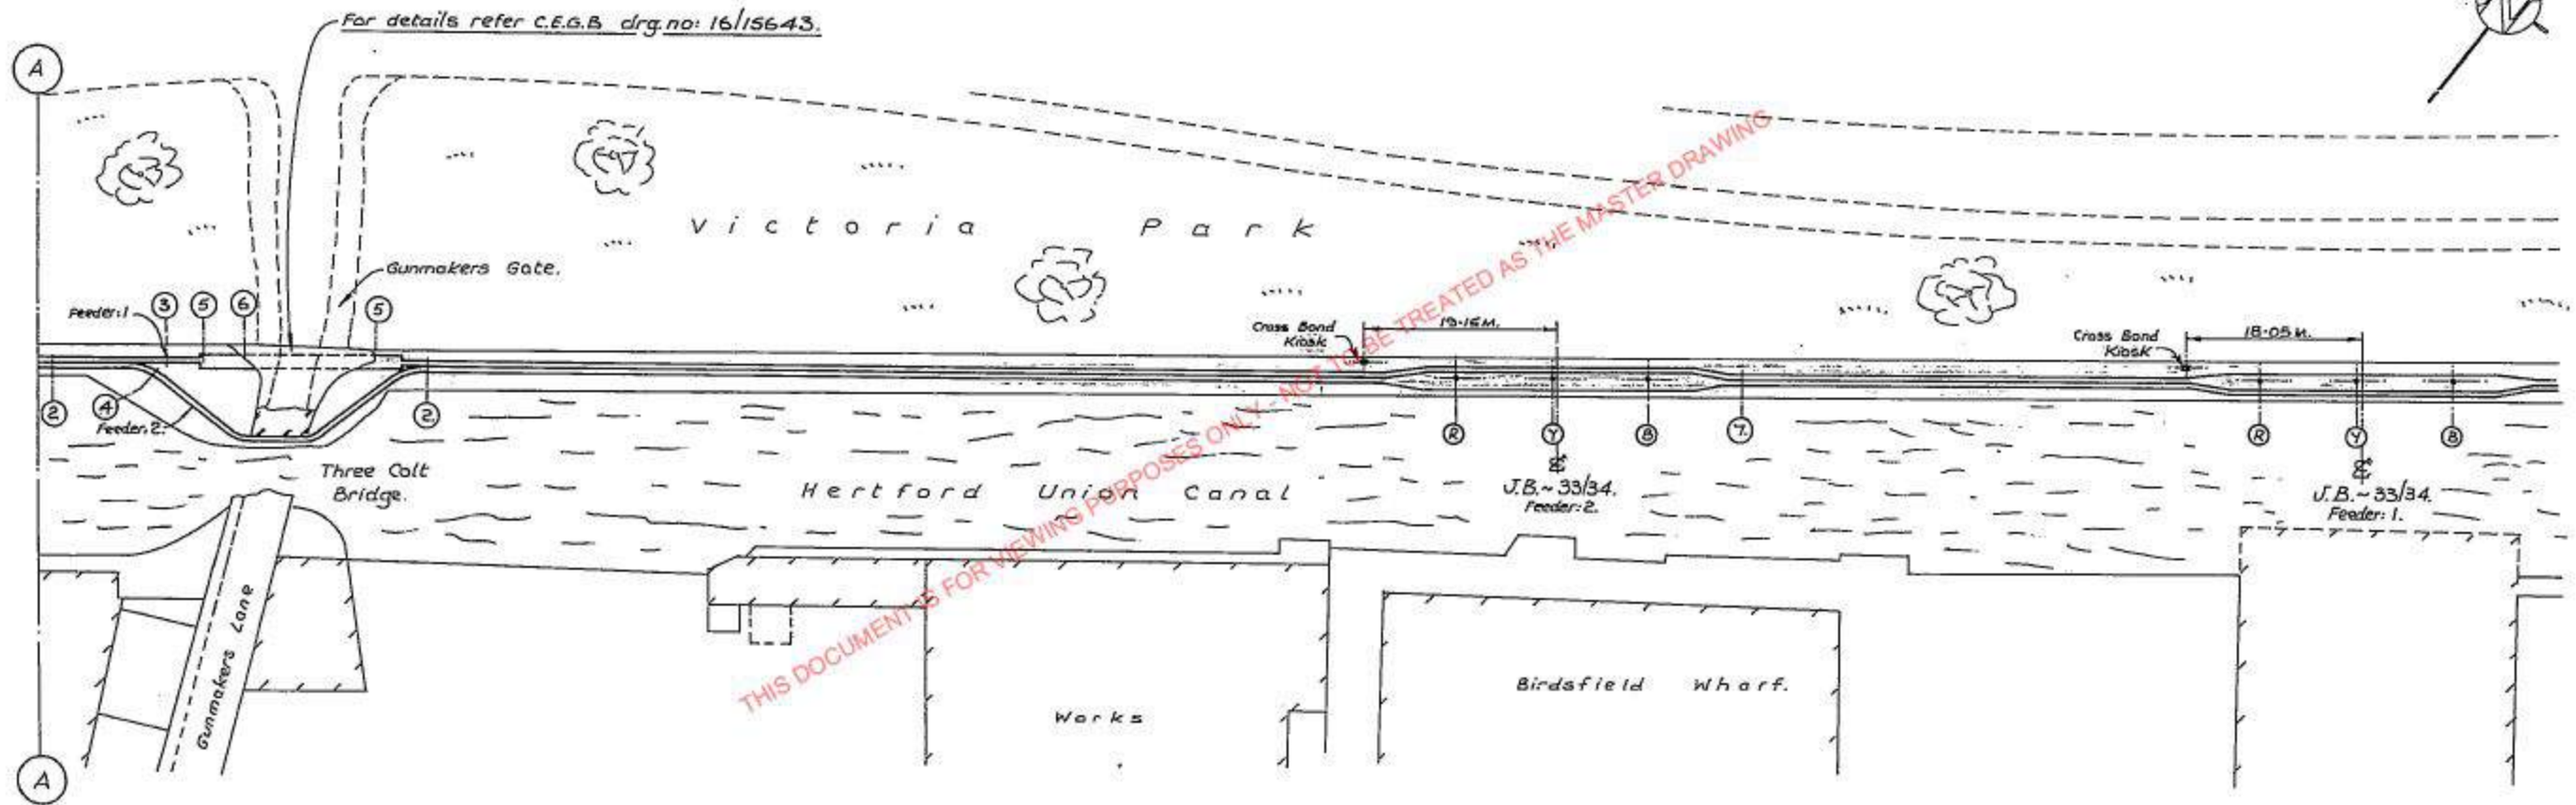 For details refer C.E.G.B drg.no: 16/15643.
A
Victoria Park
Gunmakers Gate.
Feeder:1
3
5
6
5
Cross Bond
Kiosk
19·16M.
Cross Bond
Kiosk
18·05M.
2
4
Feeder:2.
2
R
Y
B
7.
R
Y
B
Three Colt
Bridge.
Hertford Union Canal
J.B.~33/34.
Feeder:2.
J.B.~33/34.
Feeder:1.
Gunmakers Lane
Works
Birdsfield Wharf.
A
THIS DOCUMENT IS FOR VIEWING PURPOSES ONLY - NOT TO BE TREATED AS THE MASTER DRAWING